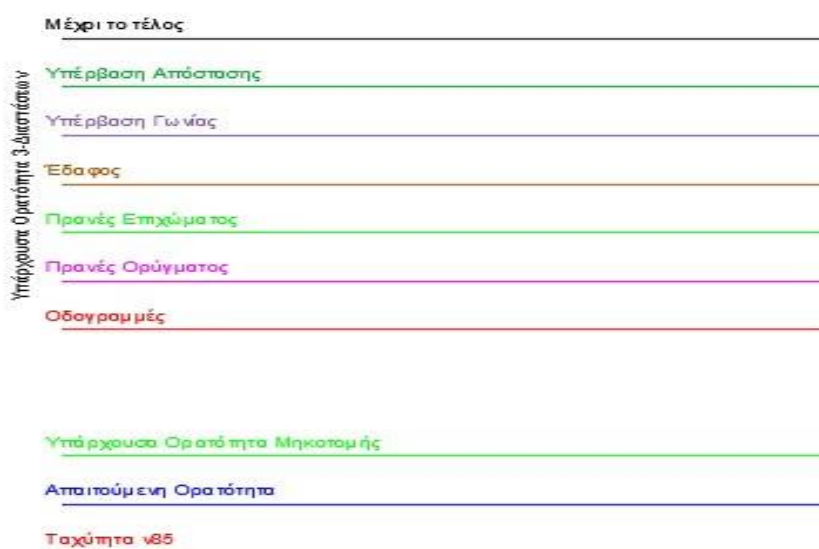 Μέχρι το τέλος
Υπέρβαση Απόστασης
Υπέρβαση Γωνίας
Έδαφος
Πρανές Επιχώματος
Πρανές Ορύγματος
Οδογραμμές
Υπάρχουσα Ορατότητα 3-Διαστάσεων
Υπάρχουσα Ορατότητα Μηκοτομής
Απαιτούμενη Ορατότητα
Ταχύτητα v85